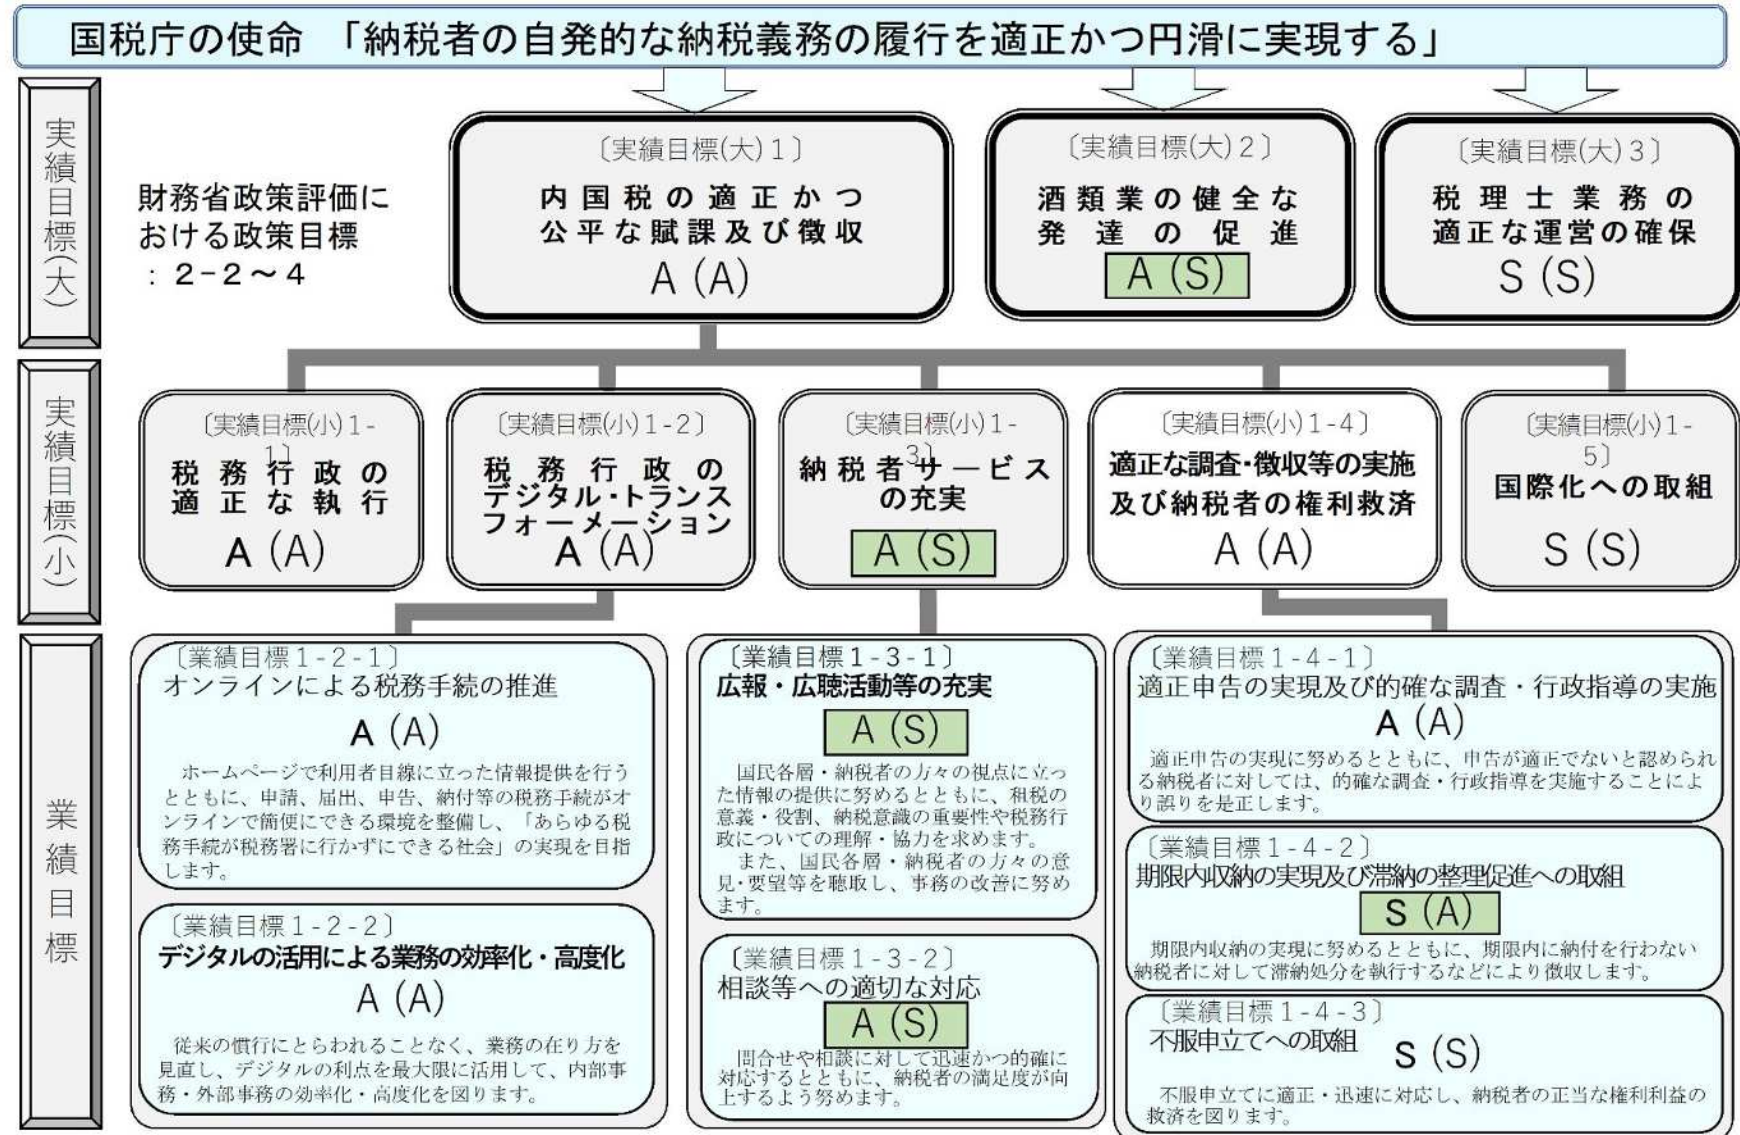 国税庁の使命 「納税者の自発的な納税義務の履行を適正かつ円滑に実現する」
実績目標(大)
財務省政策評価に
おける政策目標
:２-２～４
〔実績目標(大)１〕
内国税の適正かつ
公平な賦課及び徴収
A (A)
〔実績目標(大)２〕
酒類業の健全な
発達の促進
A (S)
〔実績目標(大)３〕
税理士業務の
適正な運営の確保
S (S)
実績目標(小)
〔実績目標(小)1-
1〕
税務行政の
適正な執行
A (A)
〔実績目標(小)1-2〕
税務行政の
デジタル・トランス
フォーメーション
A (A)
〔実績目標(小)1-
3〕
納税者サービス
の充実
A (S)
〔実績目標(小)1-4〕
適正な調査・徴収等の実施
及び納税者の権利救済
A (A)
〔実績目標(小)1-
5〕
国際化への取組
S (S)
業績目標
〔業績目標1-2-1〕
オンラインによる税務手続の推進
A (A)
ホームページで利用者目線に立った情報提供を行う
とともに、申請、届出、申告、納付等の税務手続がオ
ンラインで簡便にできる環境を整備し、「あらゆる税
務手続が税務署に行かずにできる社会」の実現を目指
します。
〔業績目標1-2-2〕
デジタルの活用による業務の効率化・高度化
A (A)
従来の慣行にとらわれることなく、業務の在り方を
見直し、デジタルの利点を最大限に活用して、内部事
務・外部事務の効率化・高度化を図ります。
〔業績目標1-3-1〕
広報・広聴活動等の充実
A (S)
国民各層・納税者の方々の視点に立っ
た情報の提供に努めるとともに、租税の
意義・役割、納税意識の重要性や税務行
政についての理解・協力を求めます。
また、国民各層・納税者の方々の意
見・要望等を聴取し、事務の改善に努め
ます。
〔業績目標1-3-2〕
相談等への適切な対応
A (S)
問合せや相談に対して迅速かつ的確に
対応するとともに、納税者の満足度が向
上するよう努めます。
〔業績目標1-4-1〕
適正申告の実現及び的確な調査・行政指導の実施
A (A)
適正申告の実現に努めるとともに、申告が適正でないと認められ
る納税者に対しては、的確な調査・行政指導を実施することによ
り誤りを是正します。
〔業績目標1-4-2〕
期限内収納の実現及び滞納の整理促進への取組
S (A)
期限内収納の実現に努めるとともに、期限内に納付を行わない
納税者に対して滞納処分を執行するなどにより徴収します。
〔業績目標1-4-3〕
不服申立てへの取組
S (S)
不服申立てに適正・迅速に対応し、納税者の正当な権利利益の
救済を図ります。